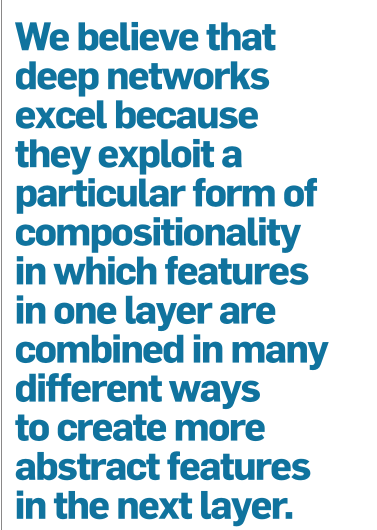 We believe that
deep networks
excel because
they exploit a
particular form of
compositionality
in which features
in one layer are
combined in many
different ways
to create more
abstract features
in the next layer.